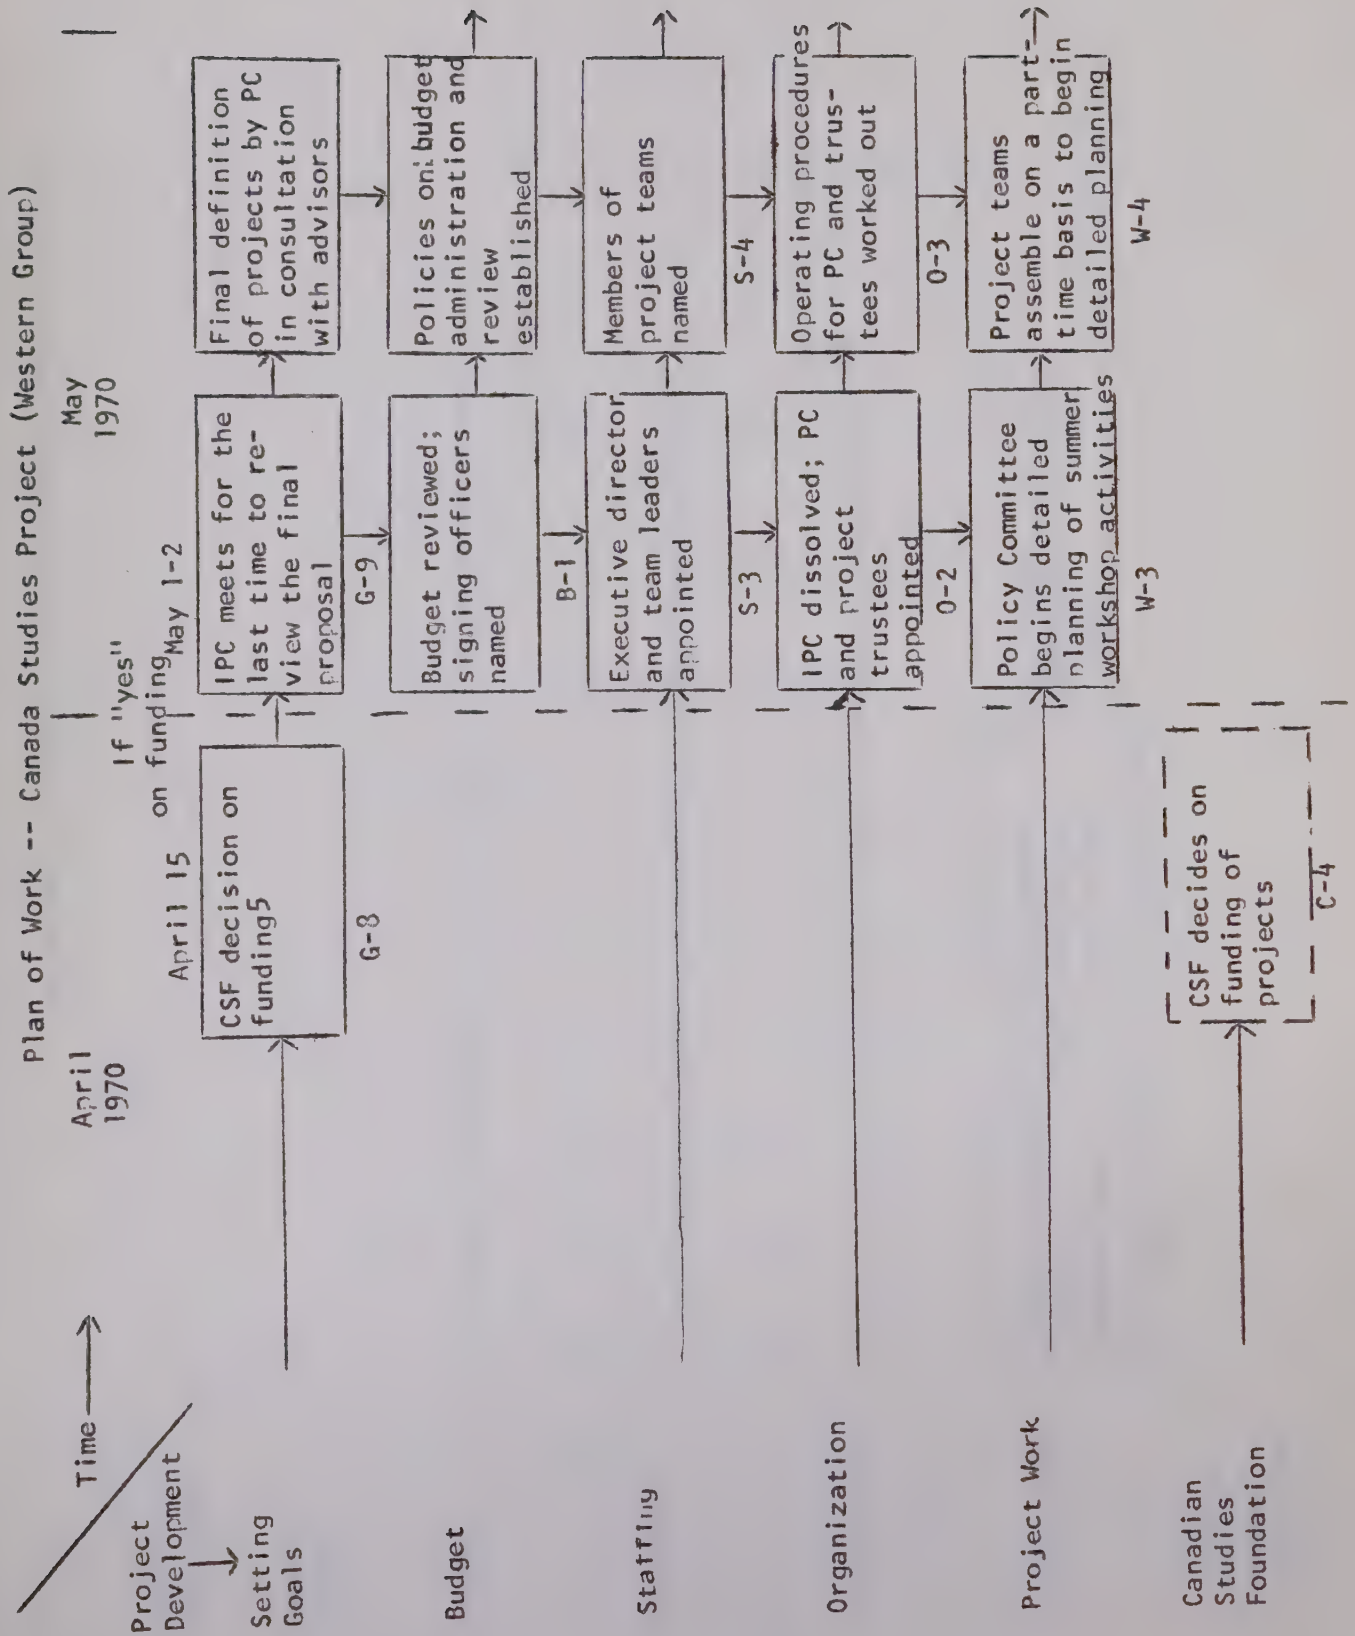 Plan of Work -- Canada Studies Project (Western Group)
Time
Project
Development
April
1970
May
1970
If "yes"
on funding
April 15
May 1-2
Setting
Goals
CSF decision on
funding5
G-8
IPC meets for the
last time to re-
view the final
proposal
G-9
Final definition
of projects by PC
in consultation
with advisors
Budget
Budget reviewed;
signing officers
named
B-1
Policies on:budget
administration and
review
established
Staffing
Executive director
and team leaders
appointed
S-3
Members of
project teams
named
S-4
Organization
IPC dissolved; PC
and project
trustees
appointed
O-2
Operating procedures
for PC and trus-
tees worked out
O-3
Project Work
Policy Committee
begins detailed
planning of summer
workshop activities
W-3
Project teams
assemble on a part-
time basis to begin
detailed planning
W-4
Canadian
Studies
Foundation
CSF decides on
funding of
projects
C-4